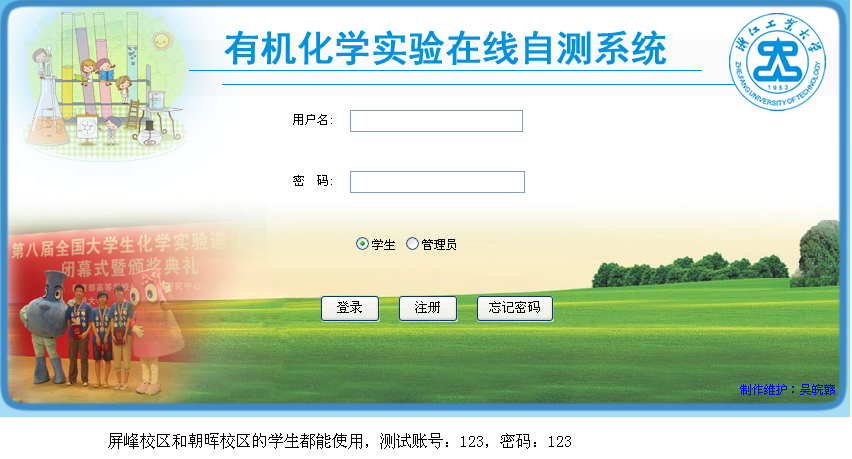 有机化学实验在线自测系统
浙江工业大学
ZHEJIANG UNIVERSITY OF TECHNOLOGY
1953
用户名:
密 码:
学生 管理员
第八届全国大学生化学实验邀
闭幕式暨颁奖典礼
登录 注册 忘记密码
制作维护：吴皖赣
屏峰校区和朝晖校区的学生都能使用，测试账号：123，密码：123